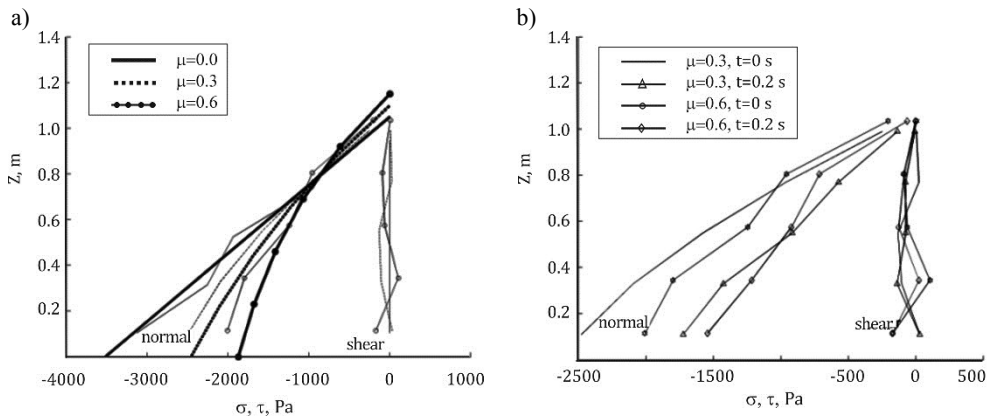 a)
1.4
1.2
1.0
0.8
0.6
0.4
0.2
Z, m
μ=0.0
μ=0.3
μ=0.6
normal
shear
-4000 -3000 -2000 -1000 0 1000
σ, τ, Pa
b)
1.4
1.2
1.0
0.8
0.6
0.4
0.2
Z, m
μ=0.3, t=0 s
μ=0.3, t=0.2 s
μ=0.6, t=0 s
μ=0.6, t=0.2 s
normal
shear
-2500 -1500 -500 0 500
σ, τ, Pa